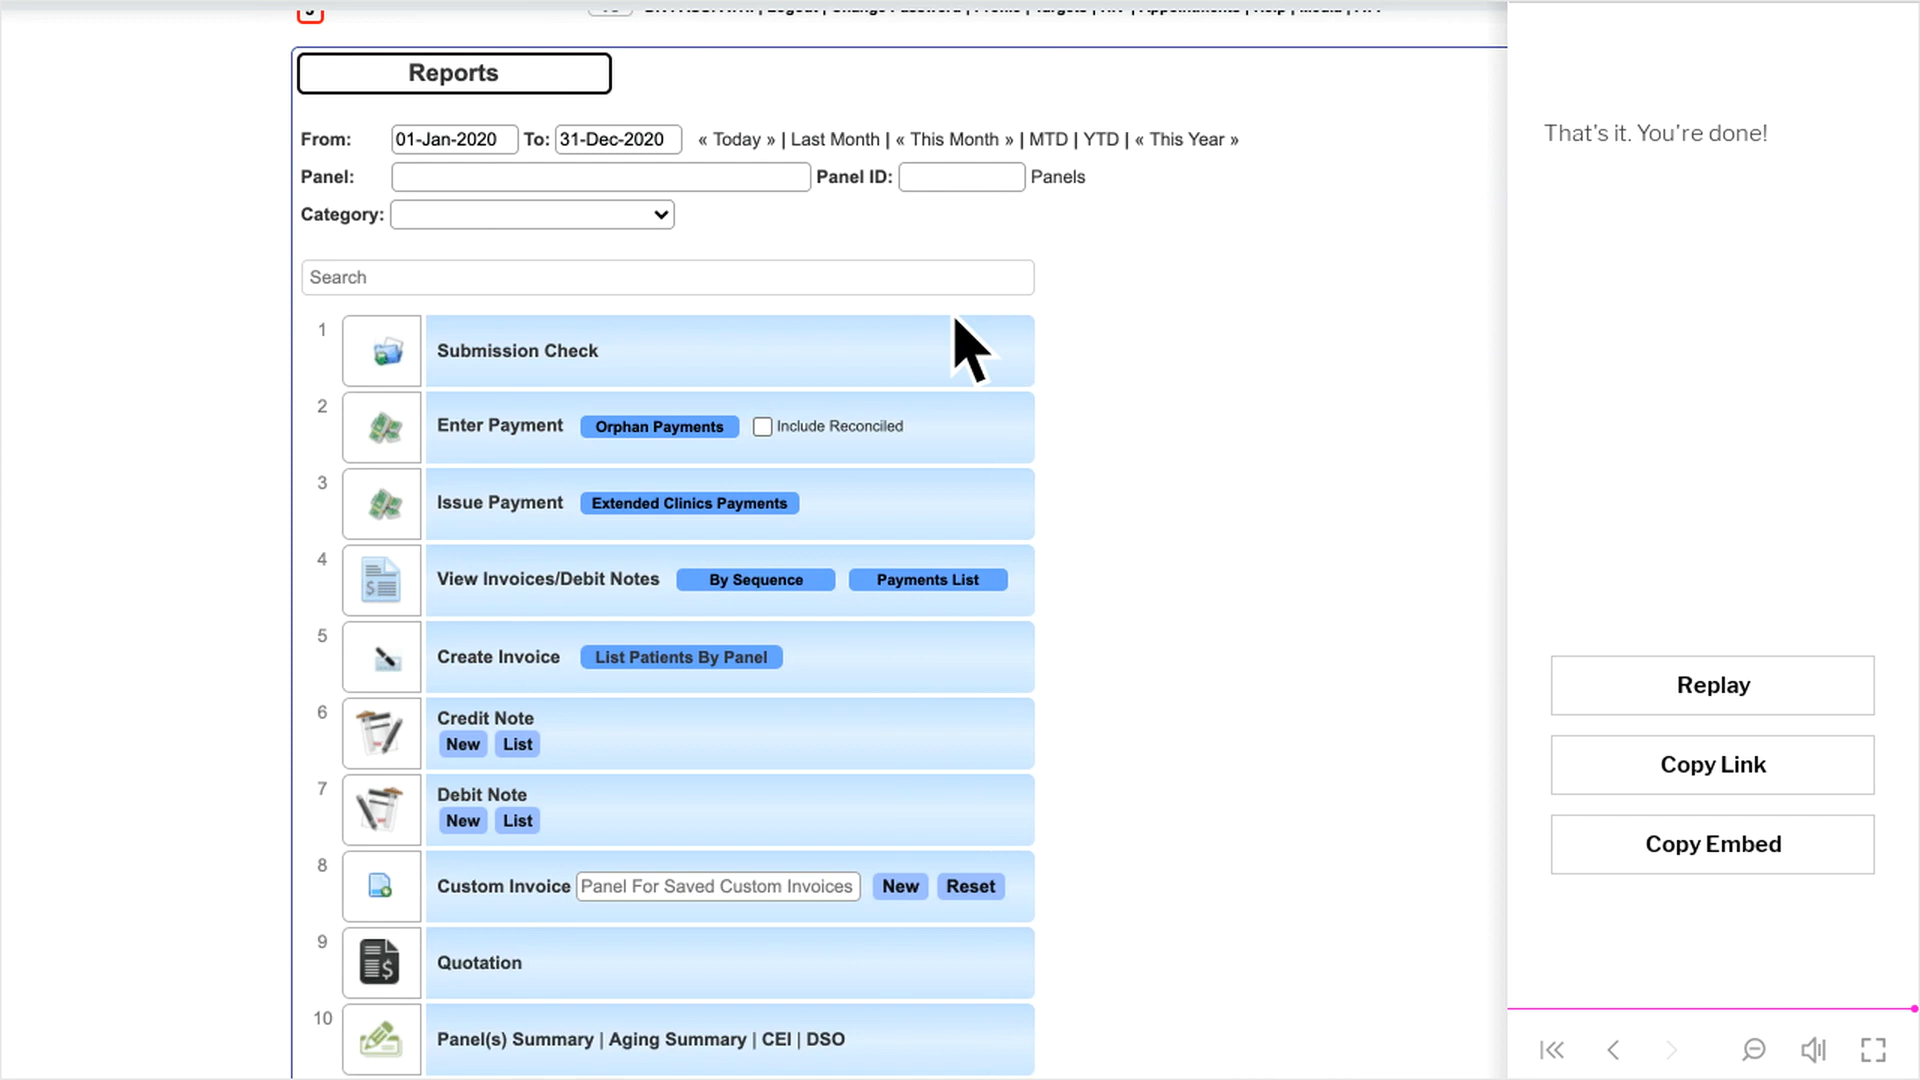 Reports
From: 01-Jan-2020 To: 31-Dec-2020 « Today » | Last Month | « This Month » | MTD | YTD | « This Year »
Panel: Panel ID: Panels
Category:
Search
1 Submission Check
2 Enter Payment Orphan Payments Include Reconciled
3 Issue Payment Extended Clinics Payments
4 View Invoices/Debit Notes By Sequence Payments List
5 Create Invoice List Patients By Panel
6 Credit Note
New List
7 Debit Note
New List
8 Custom Invoice Panel For Saved Custom Invoices New Reset
9 Quotation
10 Panel(s) Summary | Aging Summary | CEI | DSO
That's it. You're done!
Replay
Copy Link
Copy Embed